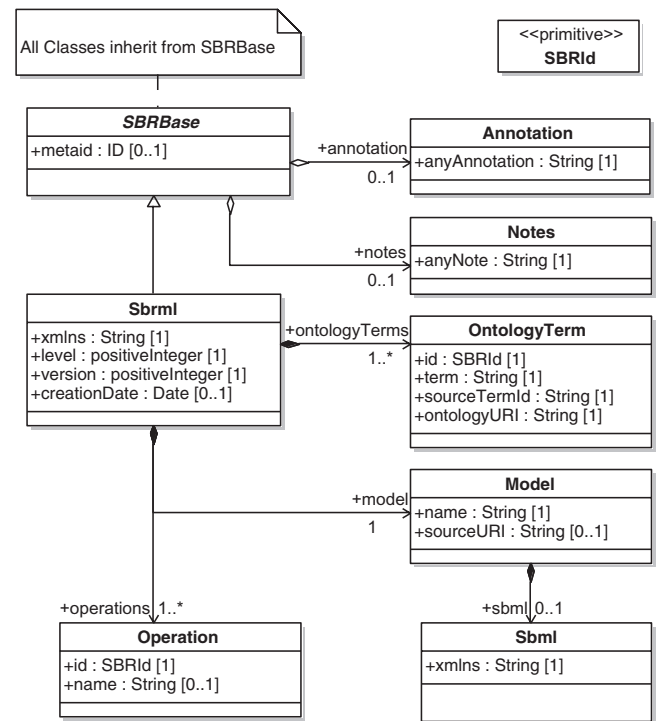 All Classes inherit from SBRBase
<<primitive>>
SBRId
SBRBase
+metaid : ID [0..1]
+annotation
0..1
Annotation
+anyAnnotation : String [1]
+notes
0..1
Notes
+anyNote : String [1]
Sbrml
+xmlns : String [1]
+level : positiveInteger [1]
+version : positiveInteger [1]
+creationDate : Date [0..1]
+ontologyTerms
1..*
OntologyTerm
+id : SBRId [1]
+term : String [1]
+sourceTermId : String [1]
+ontologyURI : String [1]
+model
1
Model
+name : String [1]
+sourceURI : String [0..1]
+operations 1..*
Operation
+id : SBRId [1]
+name : String [0..1]
+sbml 0..1
Sbml
+xmlns : String [1]